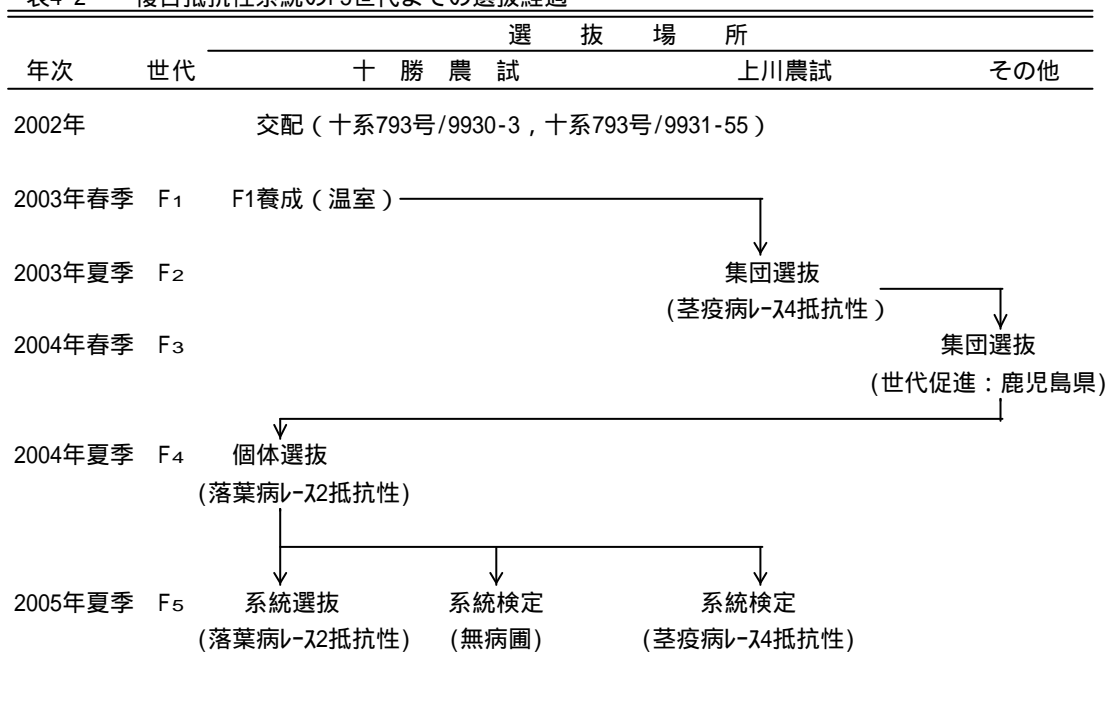 表4-2 複合抵抗性系統のF5世代までの選抜経過
選 抜 場 所
年次 世代 十 勝 農 試 上川農試 その他
2002年 交配(十系793号/9930-3,十系793号/9931-55)
2003年春季 F1 F1養成(温室)
2003年夏季 F2 集団選抜
(茎疫病ﾚｰｽ4抵抗性)
2004年春季 F3 集団選抜
(世代促進:鹿児島県)
2004年夏季 F4 個体選抜
(落葉病ﾚｰｽ2抵抗性)
2005年夏季 F5 系統選抜 系統検定 系統検定
(落葉病ﾚｰｽ2抵抗性) (無病圃) (茎疫病ﾚｰｽ4抵抗性)